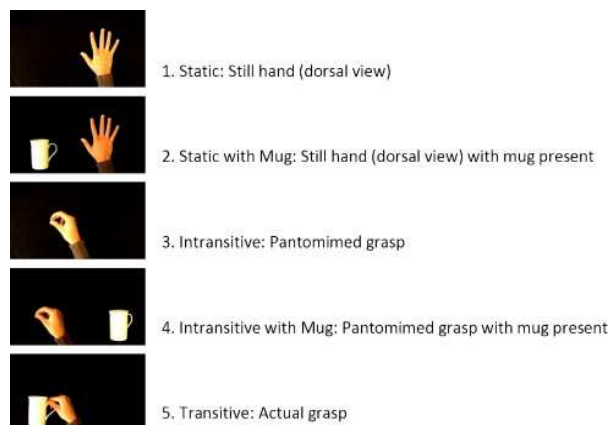 1. Static: Still hand (dorsal view)
2. Static with Mug: Still hand (dorsal view) with mug present
3. Intransitive: Pantomimed grasp
4. Intransitive with Mug: Pantomimed grasp with mug present
5. Transitive: Actual grasp